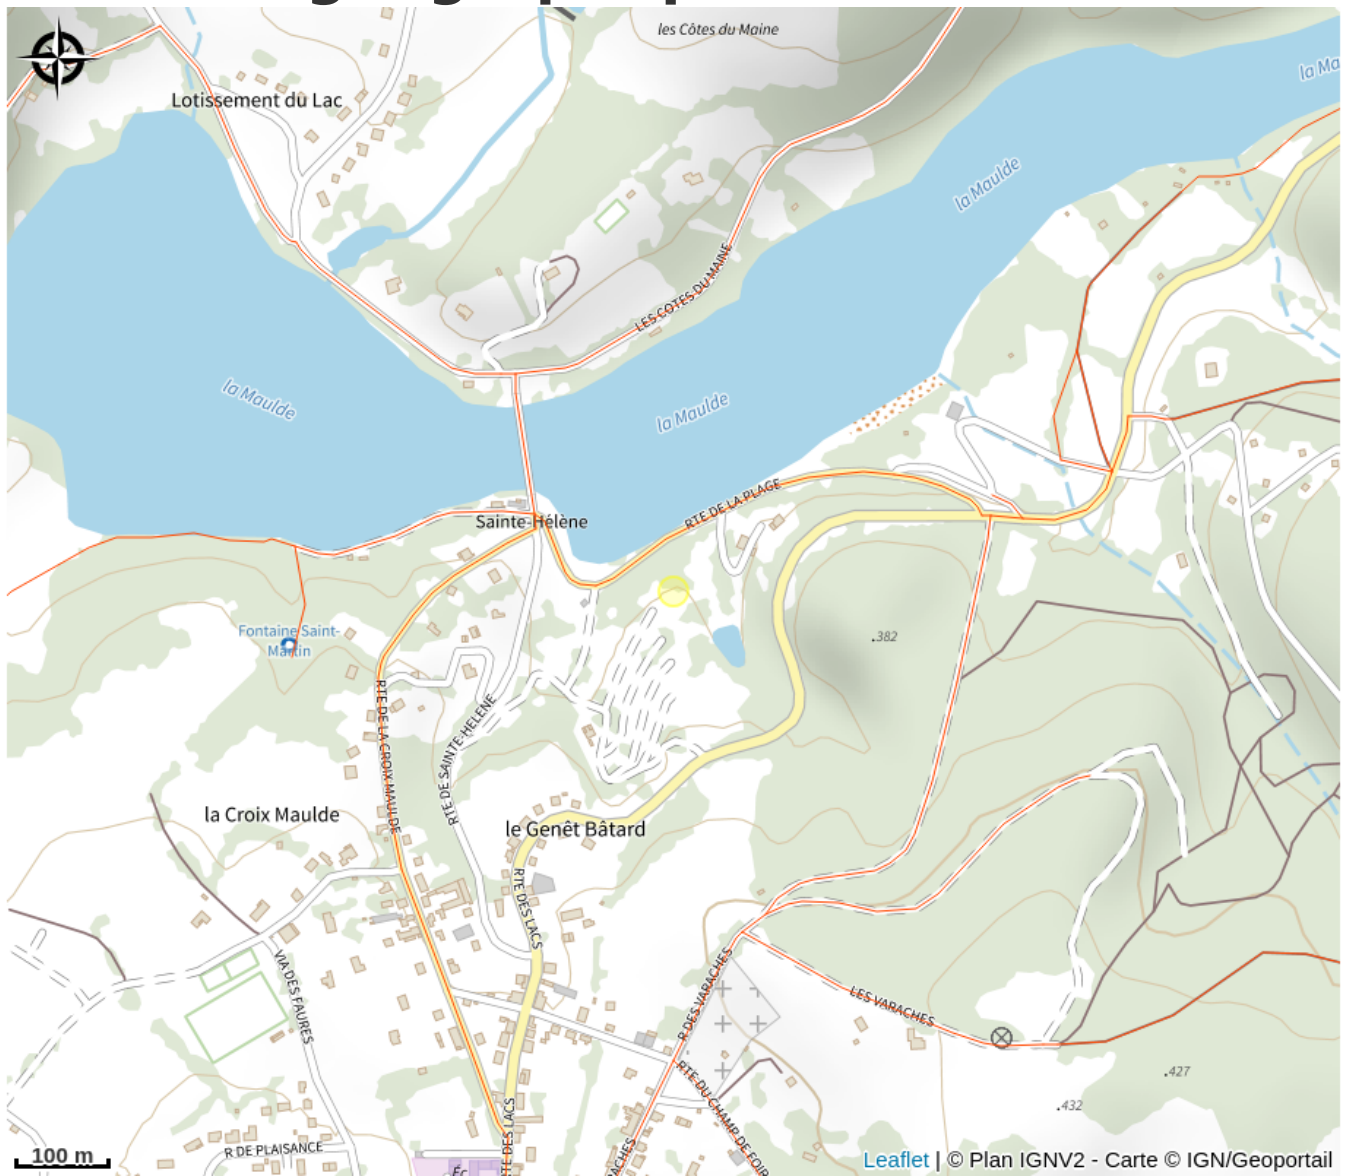 les Côtes du Maine
la Ma
Lotissement du Lac
la Maulde
LES COTES DU MAINE
la Maulde
la Maulde
RTE DE LA PLAGE
Sainte-Hélène
Fontaine Saint-
Martin
.382
RTE DE LA CROIX MAULDE
RTE DE SAINTE-HELENE
la Croix Maulde
le Genêt Bâtard
RTE DES LACS
VIA DES FAURES
R DES VARACHES
LES VARACHES
.427
RTE DU CHAMP DE FOIR
.432
R DE PLAISANCE
TE DES LACS
ARACHES
Éc
100 m
Leaflet | © Plan IGNV2 - Carte © IGN/Geoportail